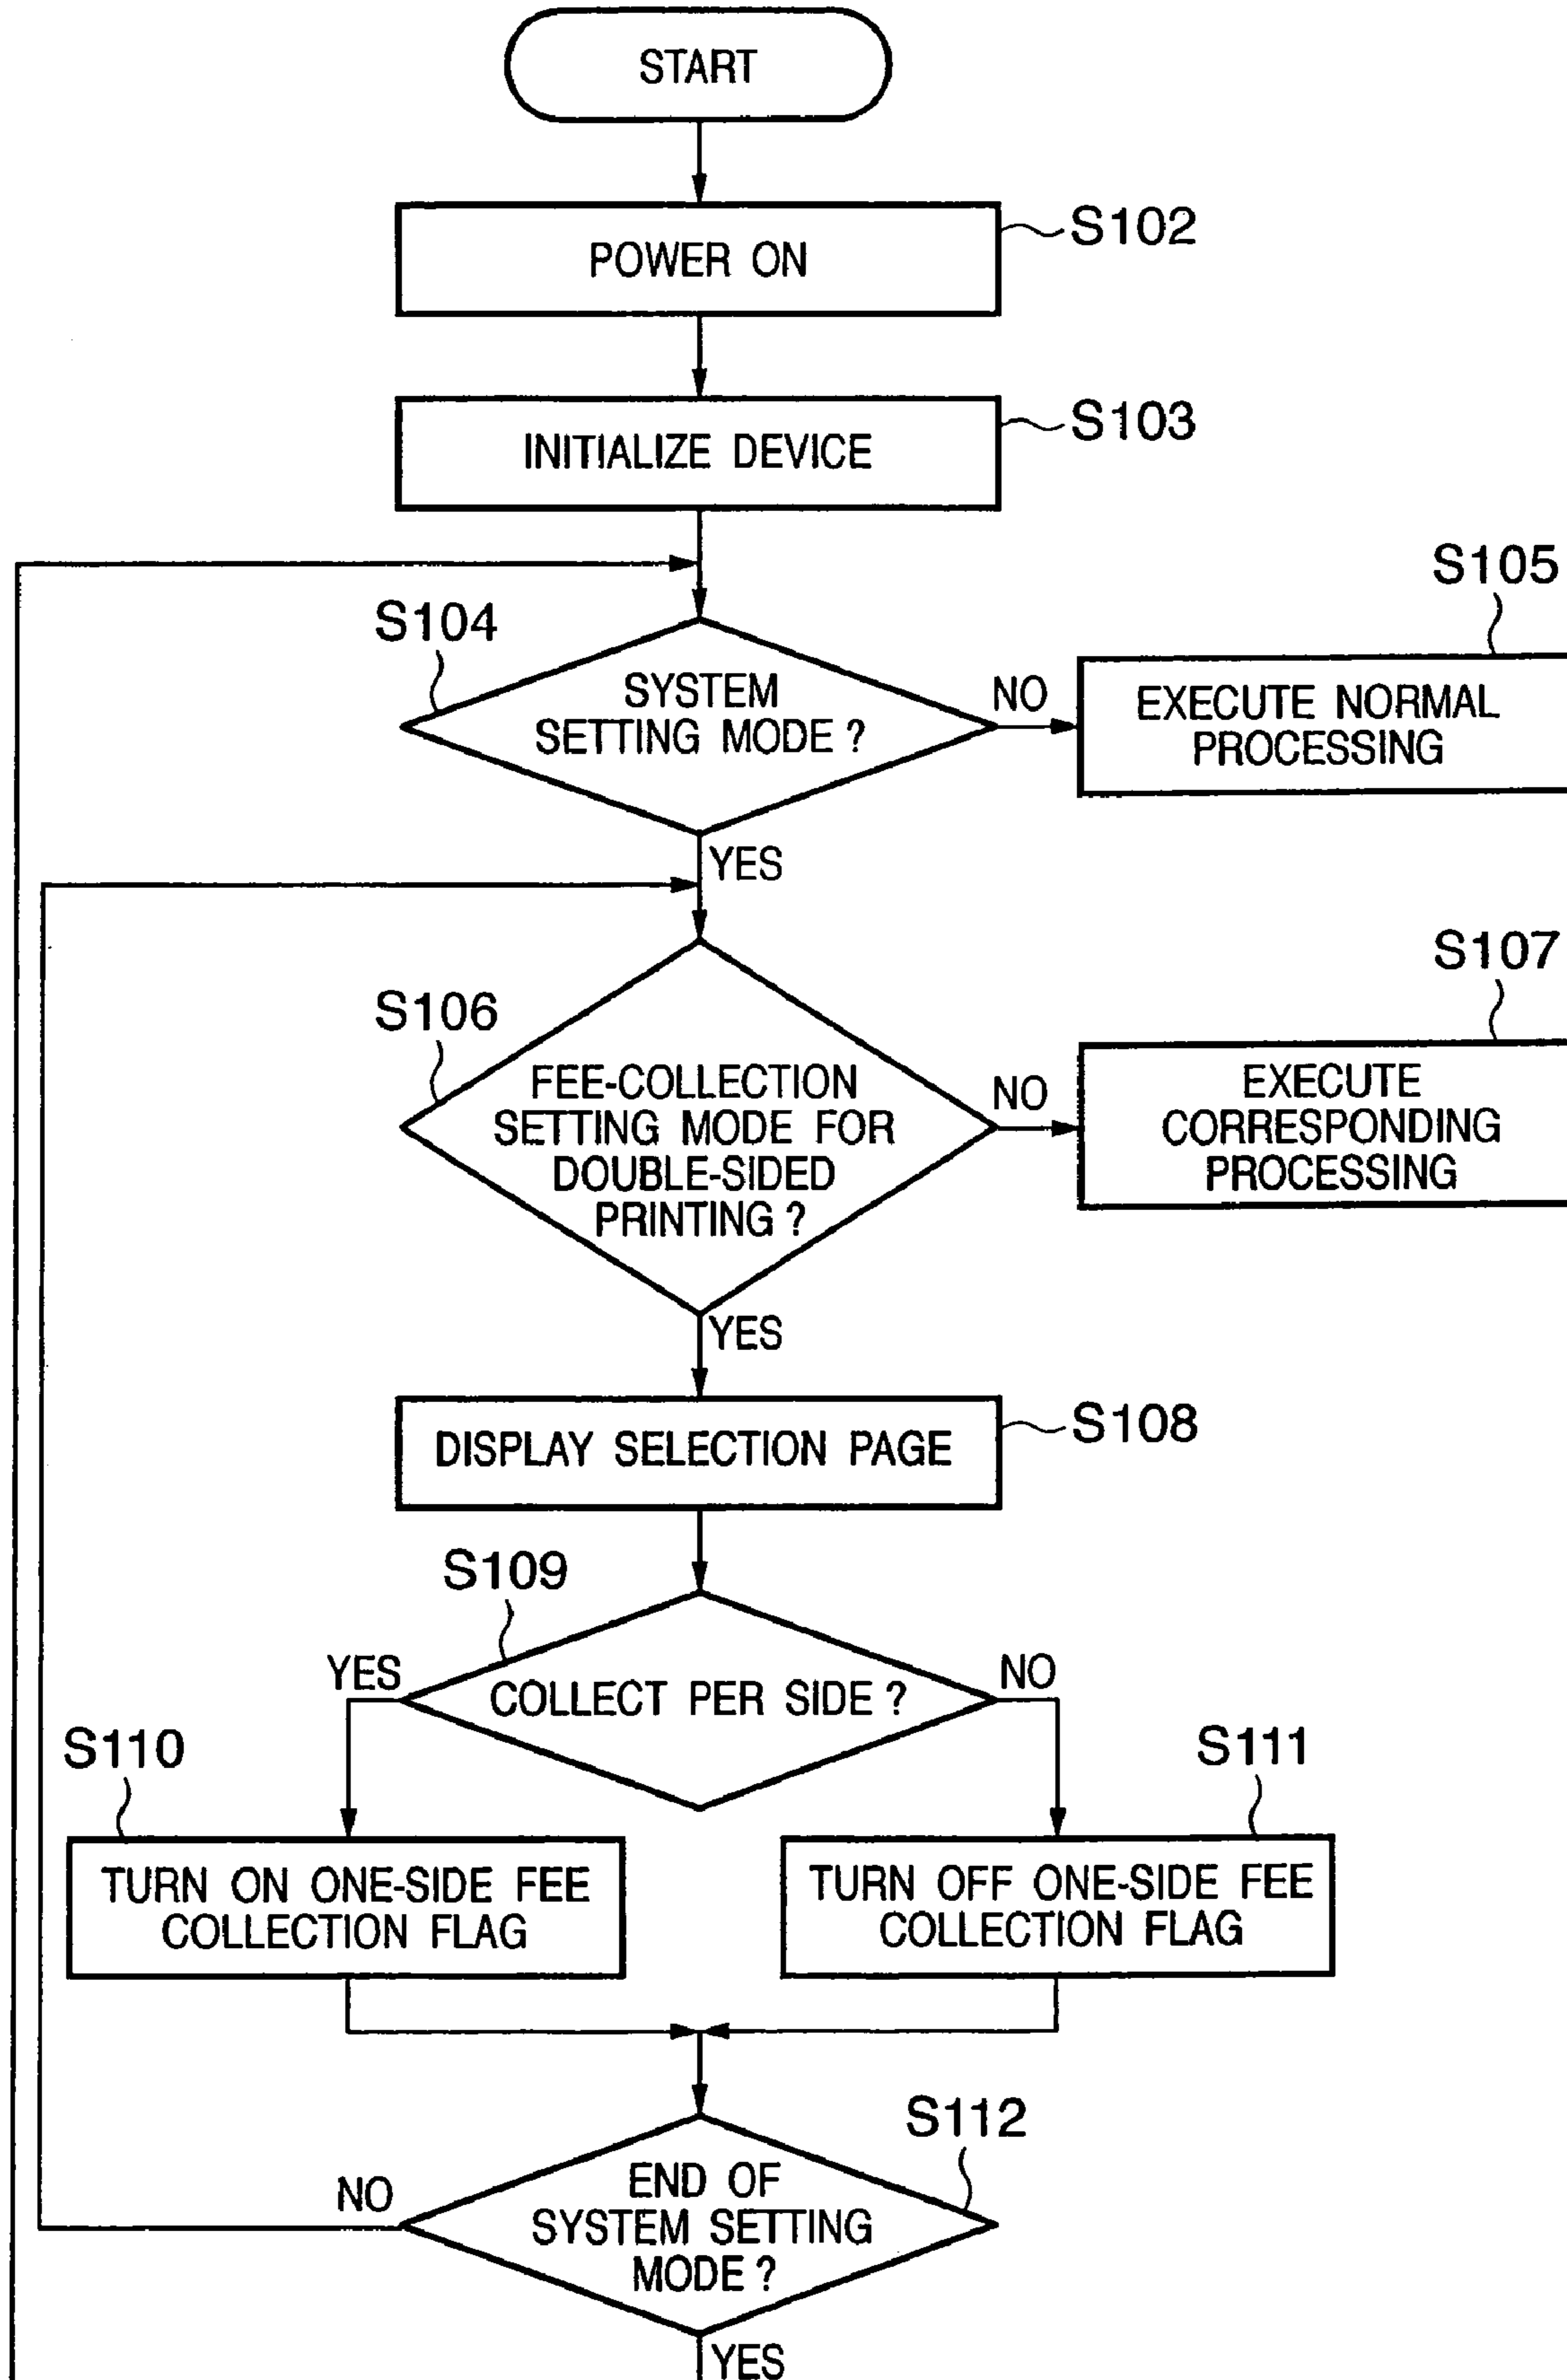 START
S102
POWER ON
S103
INITIALIZE DEVICE
S105
S104
SYSTEM
SETTING MODE ?
NO
EXECUTE NORMAL
PROCESSING
YES
S107
S106
FEE-COLLECTION
SETTING MODE FOR
DOUBLE-SIDED
PRINTING ?
NO
EXECUTE
CORRESPONDING
PROCESSING
YES
S108
DISPLAY SELECTION PAGE
S109
YES
COLLECT PER SIDE ?
NO
S110
S111
TURN ON ONE-SIDE FEE
COLLECTION FLAG
TURN OFF ONE-SIDE FEE
COLLECTION FLAG
S112
NO
END OF
SYSTEM SETTING
MODE ?
YES